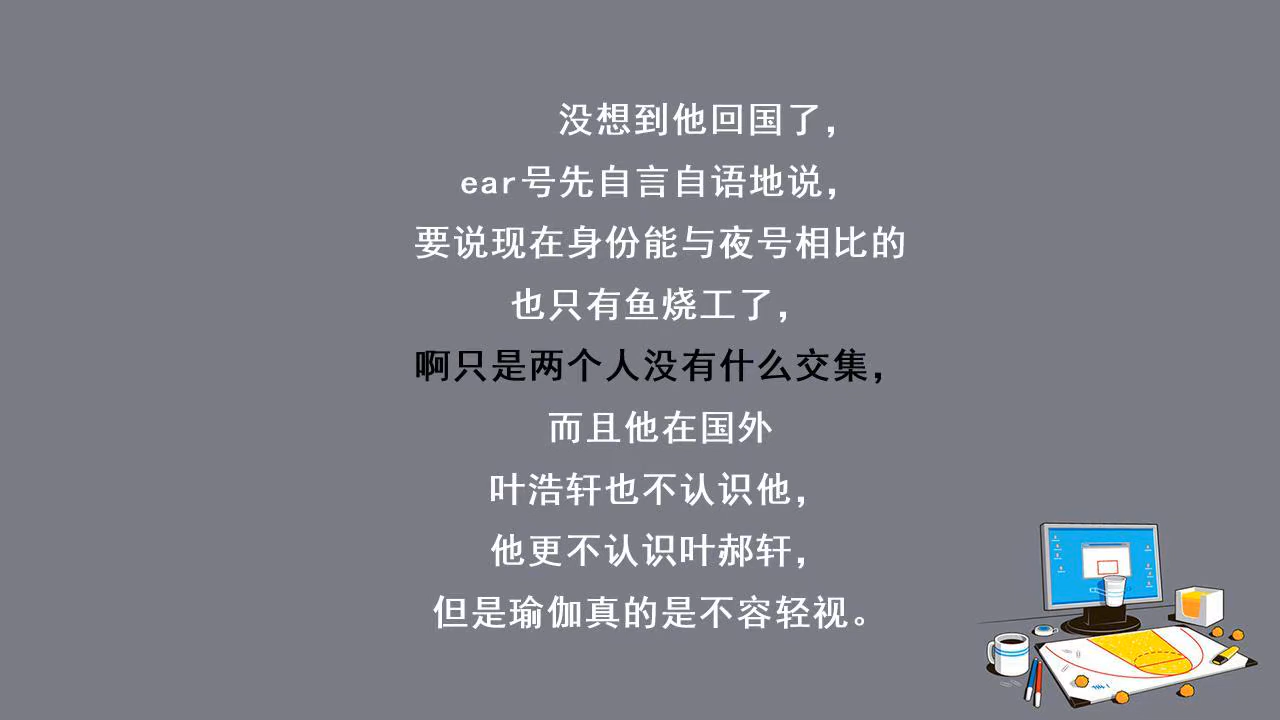 没想到他回国了，
ear号先自言自语地说，
要说现在身份能与夜号相比的
也只有鱼烧工了，
啊只是两个人没有什么交集，
而且他在国外
叶浩轩也不认识他，
他更不认识叶郝轩，
但是瑜伽真的是不容轻视。